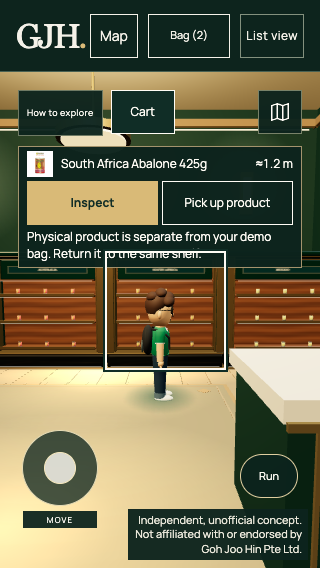 GJH.
Map
Bag (2)
List view
How to explore
Cart
South Africa Abalone 425g
≈1.2 m
Inspect
Pick up product
Physical product is separate from your demo
bag. Return it to the same shelf.
MOVE
Run
Independent, unofficial concept.
Not affiliated with or endorsed by
Goh Joo Hin Pte Ltd.